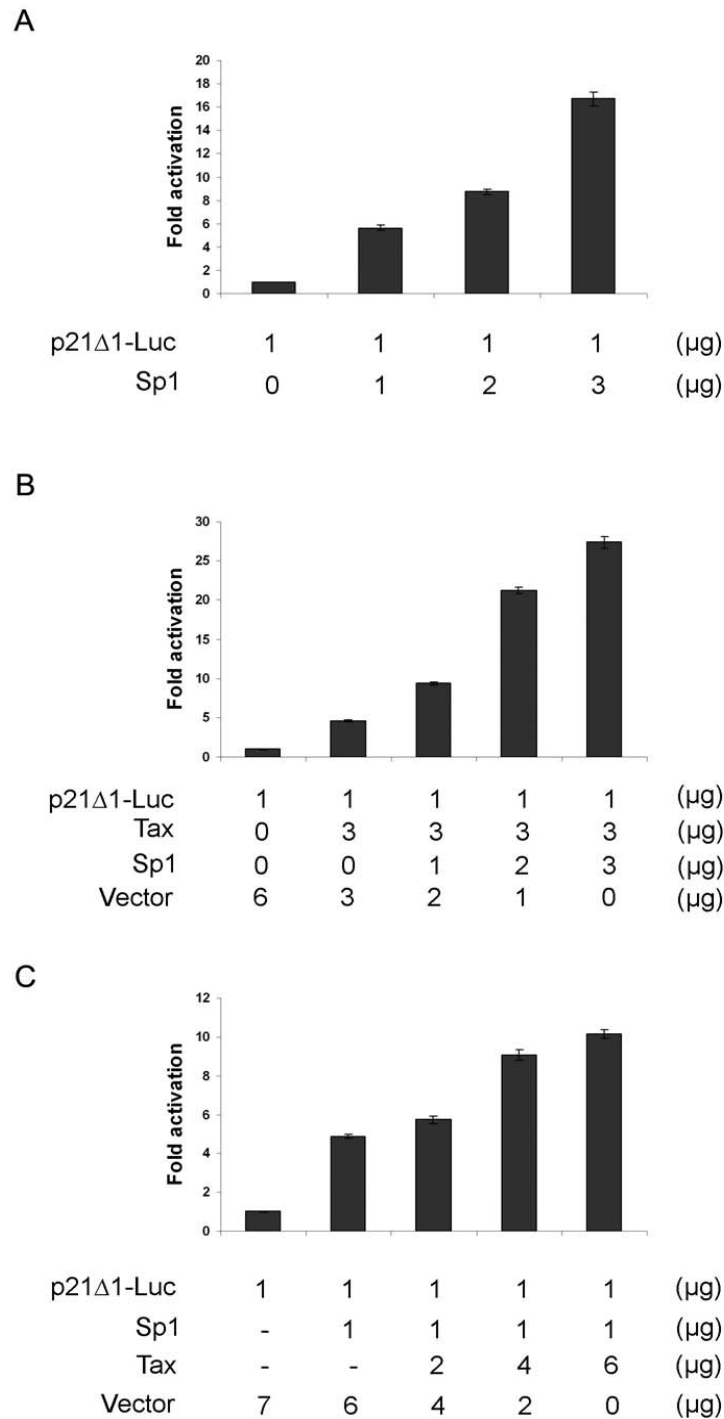 A
20
18
16
14
12
10
8
6
4
2
0
Fold activation
p21Δ1-Luc 1 1 1 1 (µg)
Sp1 0 1 2 3 (µg)
B
30
25
20
15
10
5
0
Fold activation
p21Δ1-Luc 1 1 1 1 1 (µg)
Tax 0 3 3 3 3 (µg)
Sp1 0 0 1 2 3 (µg)
Vector 6 3 2 1 0 (µg)
C
12
10
8
6
4
2
0
Fold activation
p21Δ1-Luc 1 1 1 1 1 (µg)
Sp1 - 1 1 1 1 (µg)
Tax - - 2 4 6 (µg)
Vector 7 6 4 2 0 (µg)